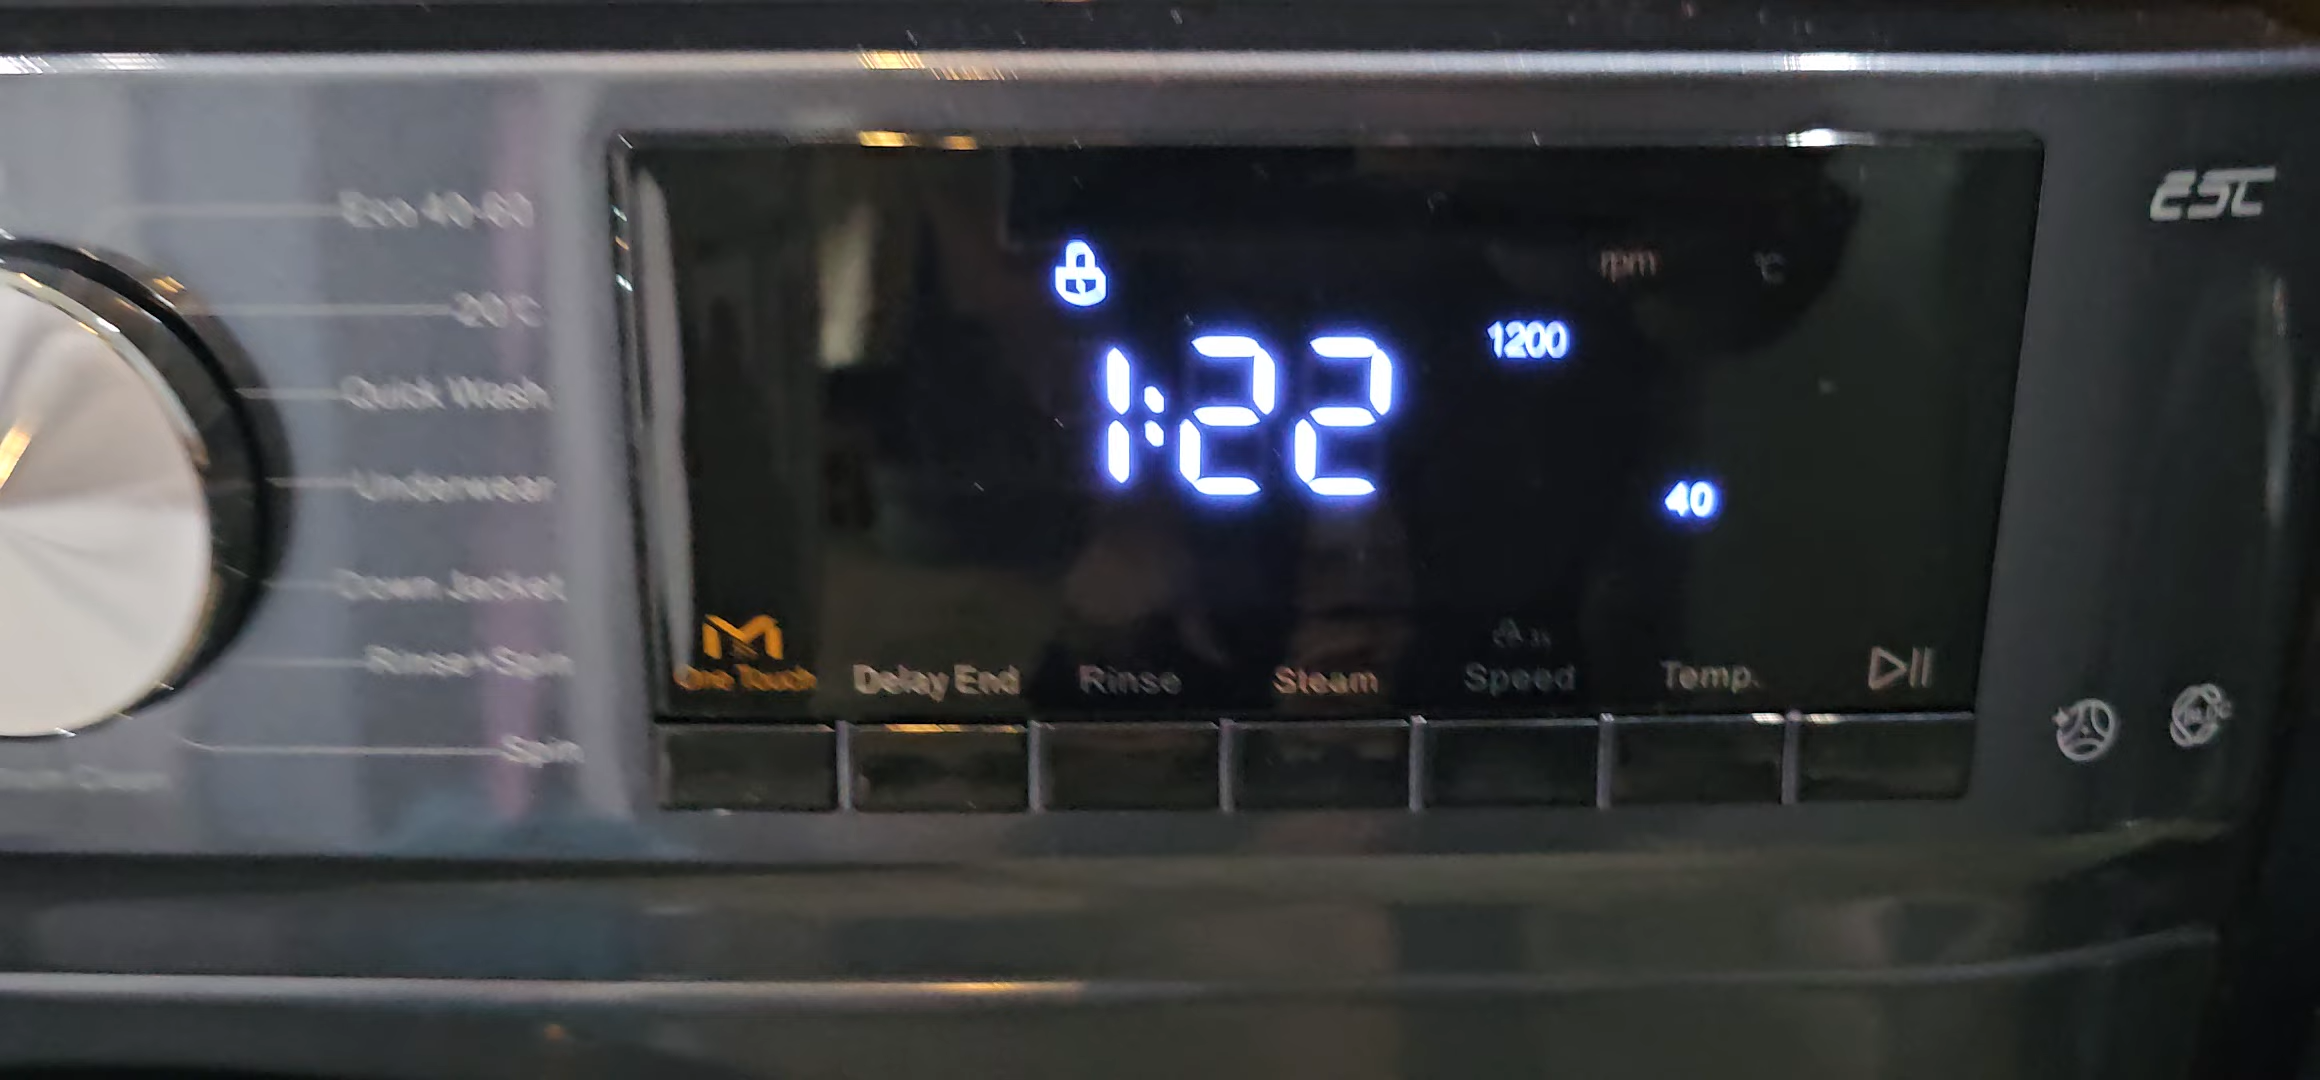 Eco 40-60
20°C
Quick Wash
Underwear
Down Jacket
Rinse+Spin
Spin
rpm
°C
1200
1:22
40
M
One Touch
Delay End
Rinse
Steam
Speed
Temp.